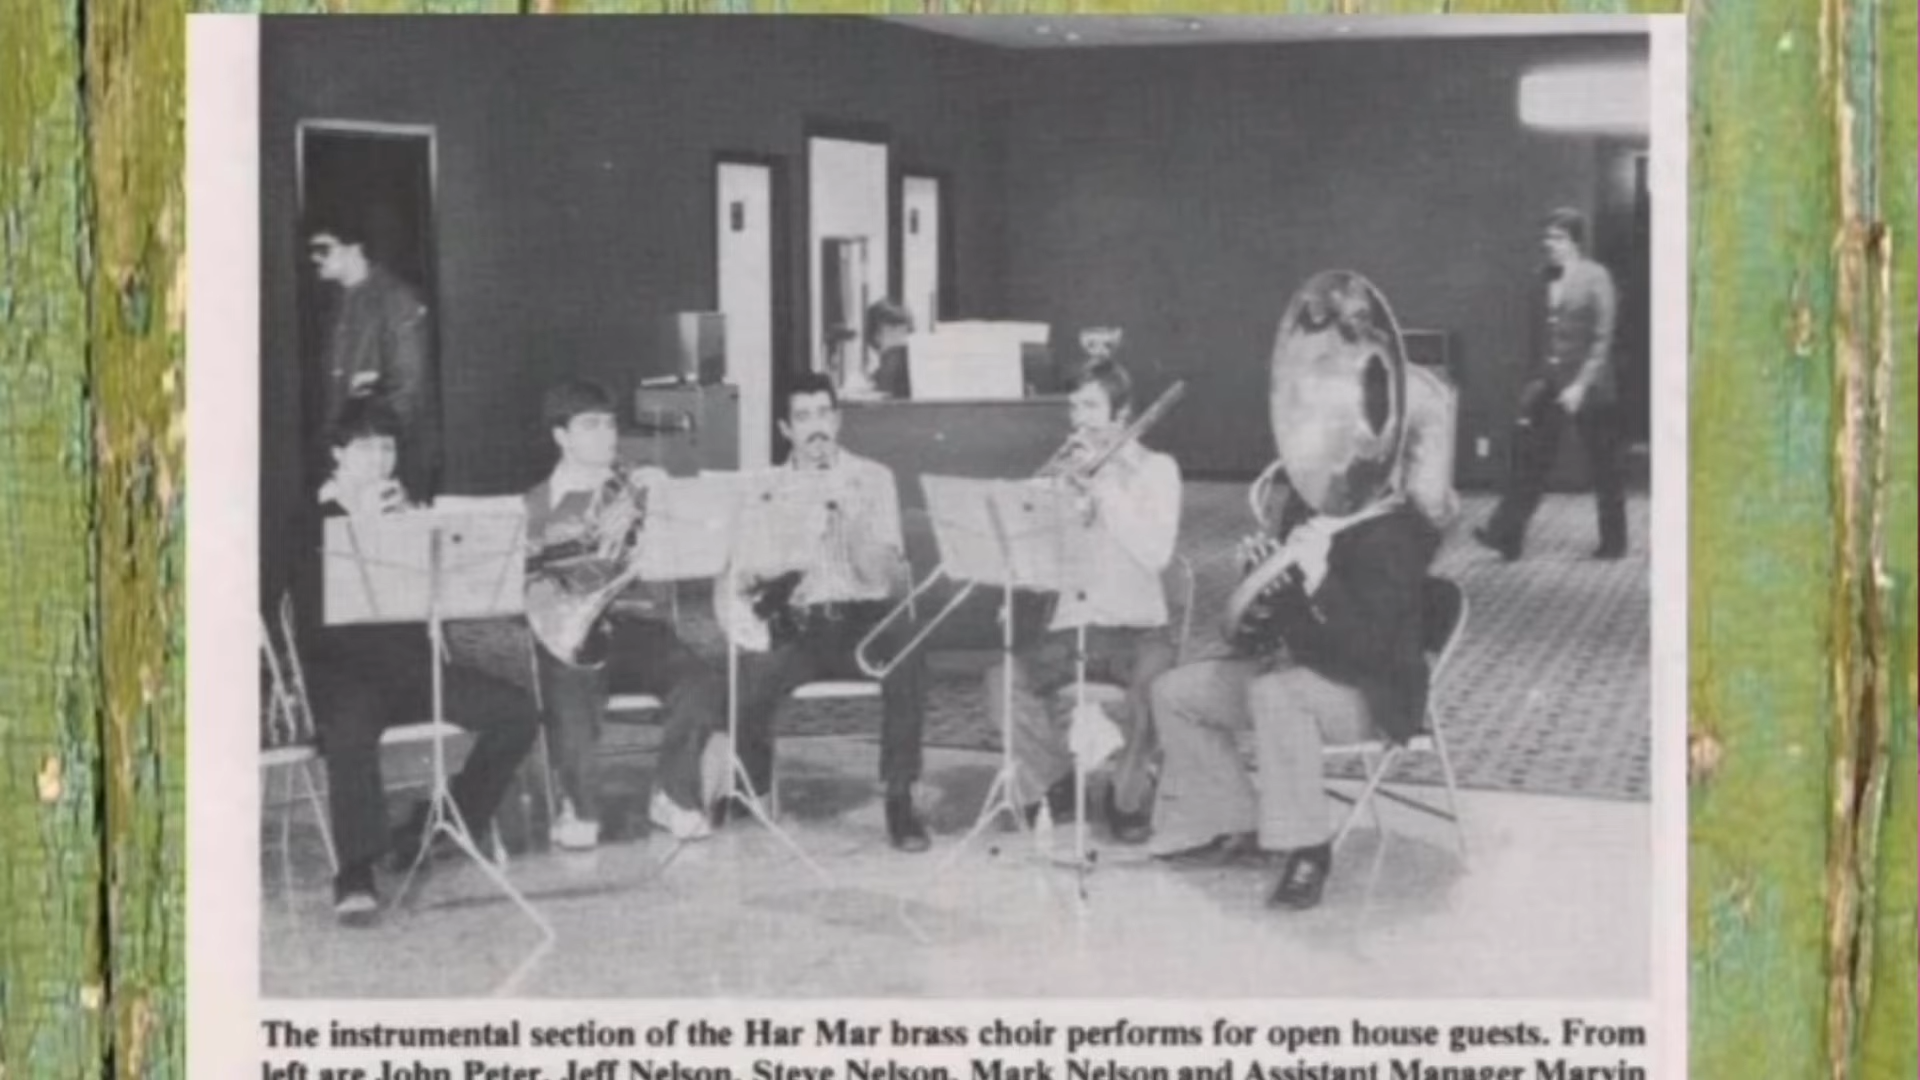 The instrumental section of the Har Mar brass choir performs for open house guests. From
left are John Peter, Jeff Nelson, Steve Nelson, Mark Nelson and Assistant Manager Marvin